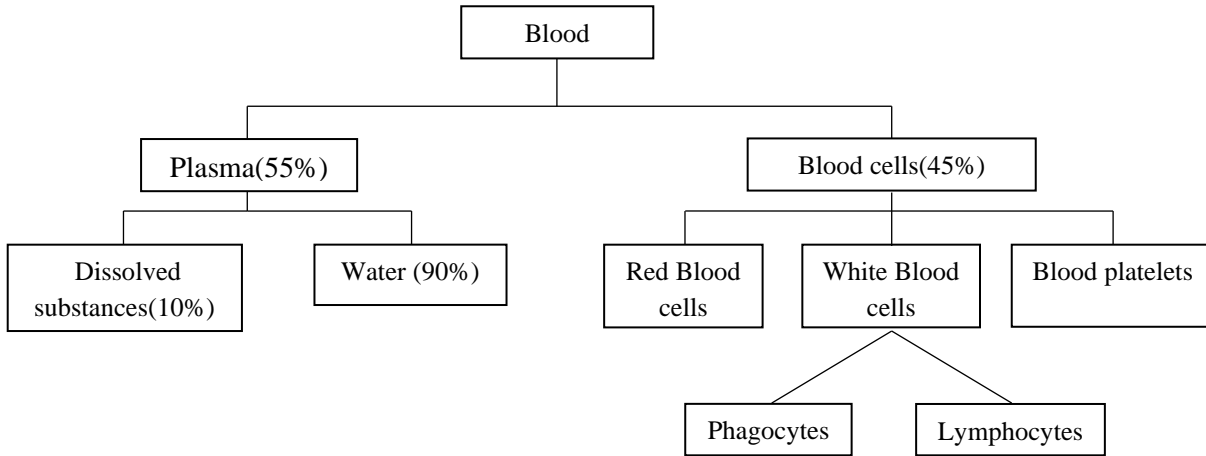 Blood
Plasma(55%)
Blood cells(45%)
Dissolved
substances(10%)
Water (90%)
Red Blood
cells
White Blood
cells
Blood platelets
Phagocytes
Lymphocytes